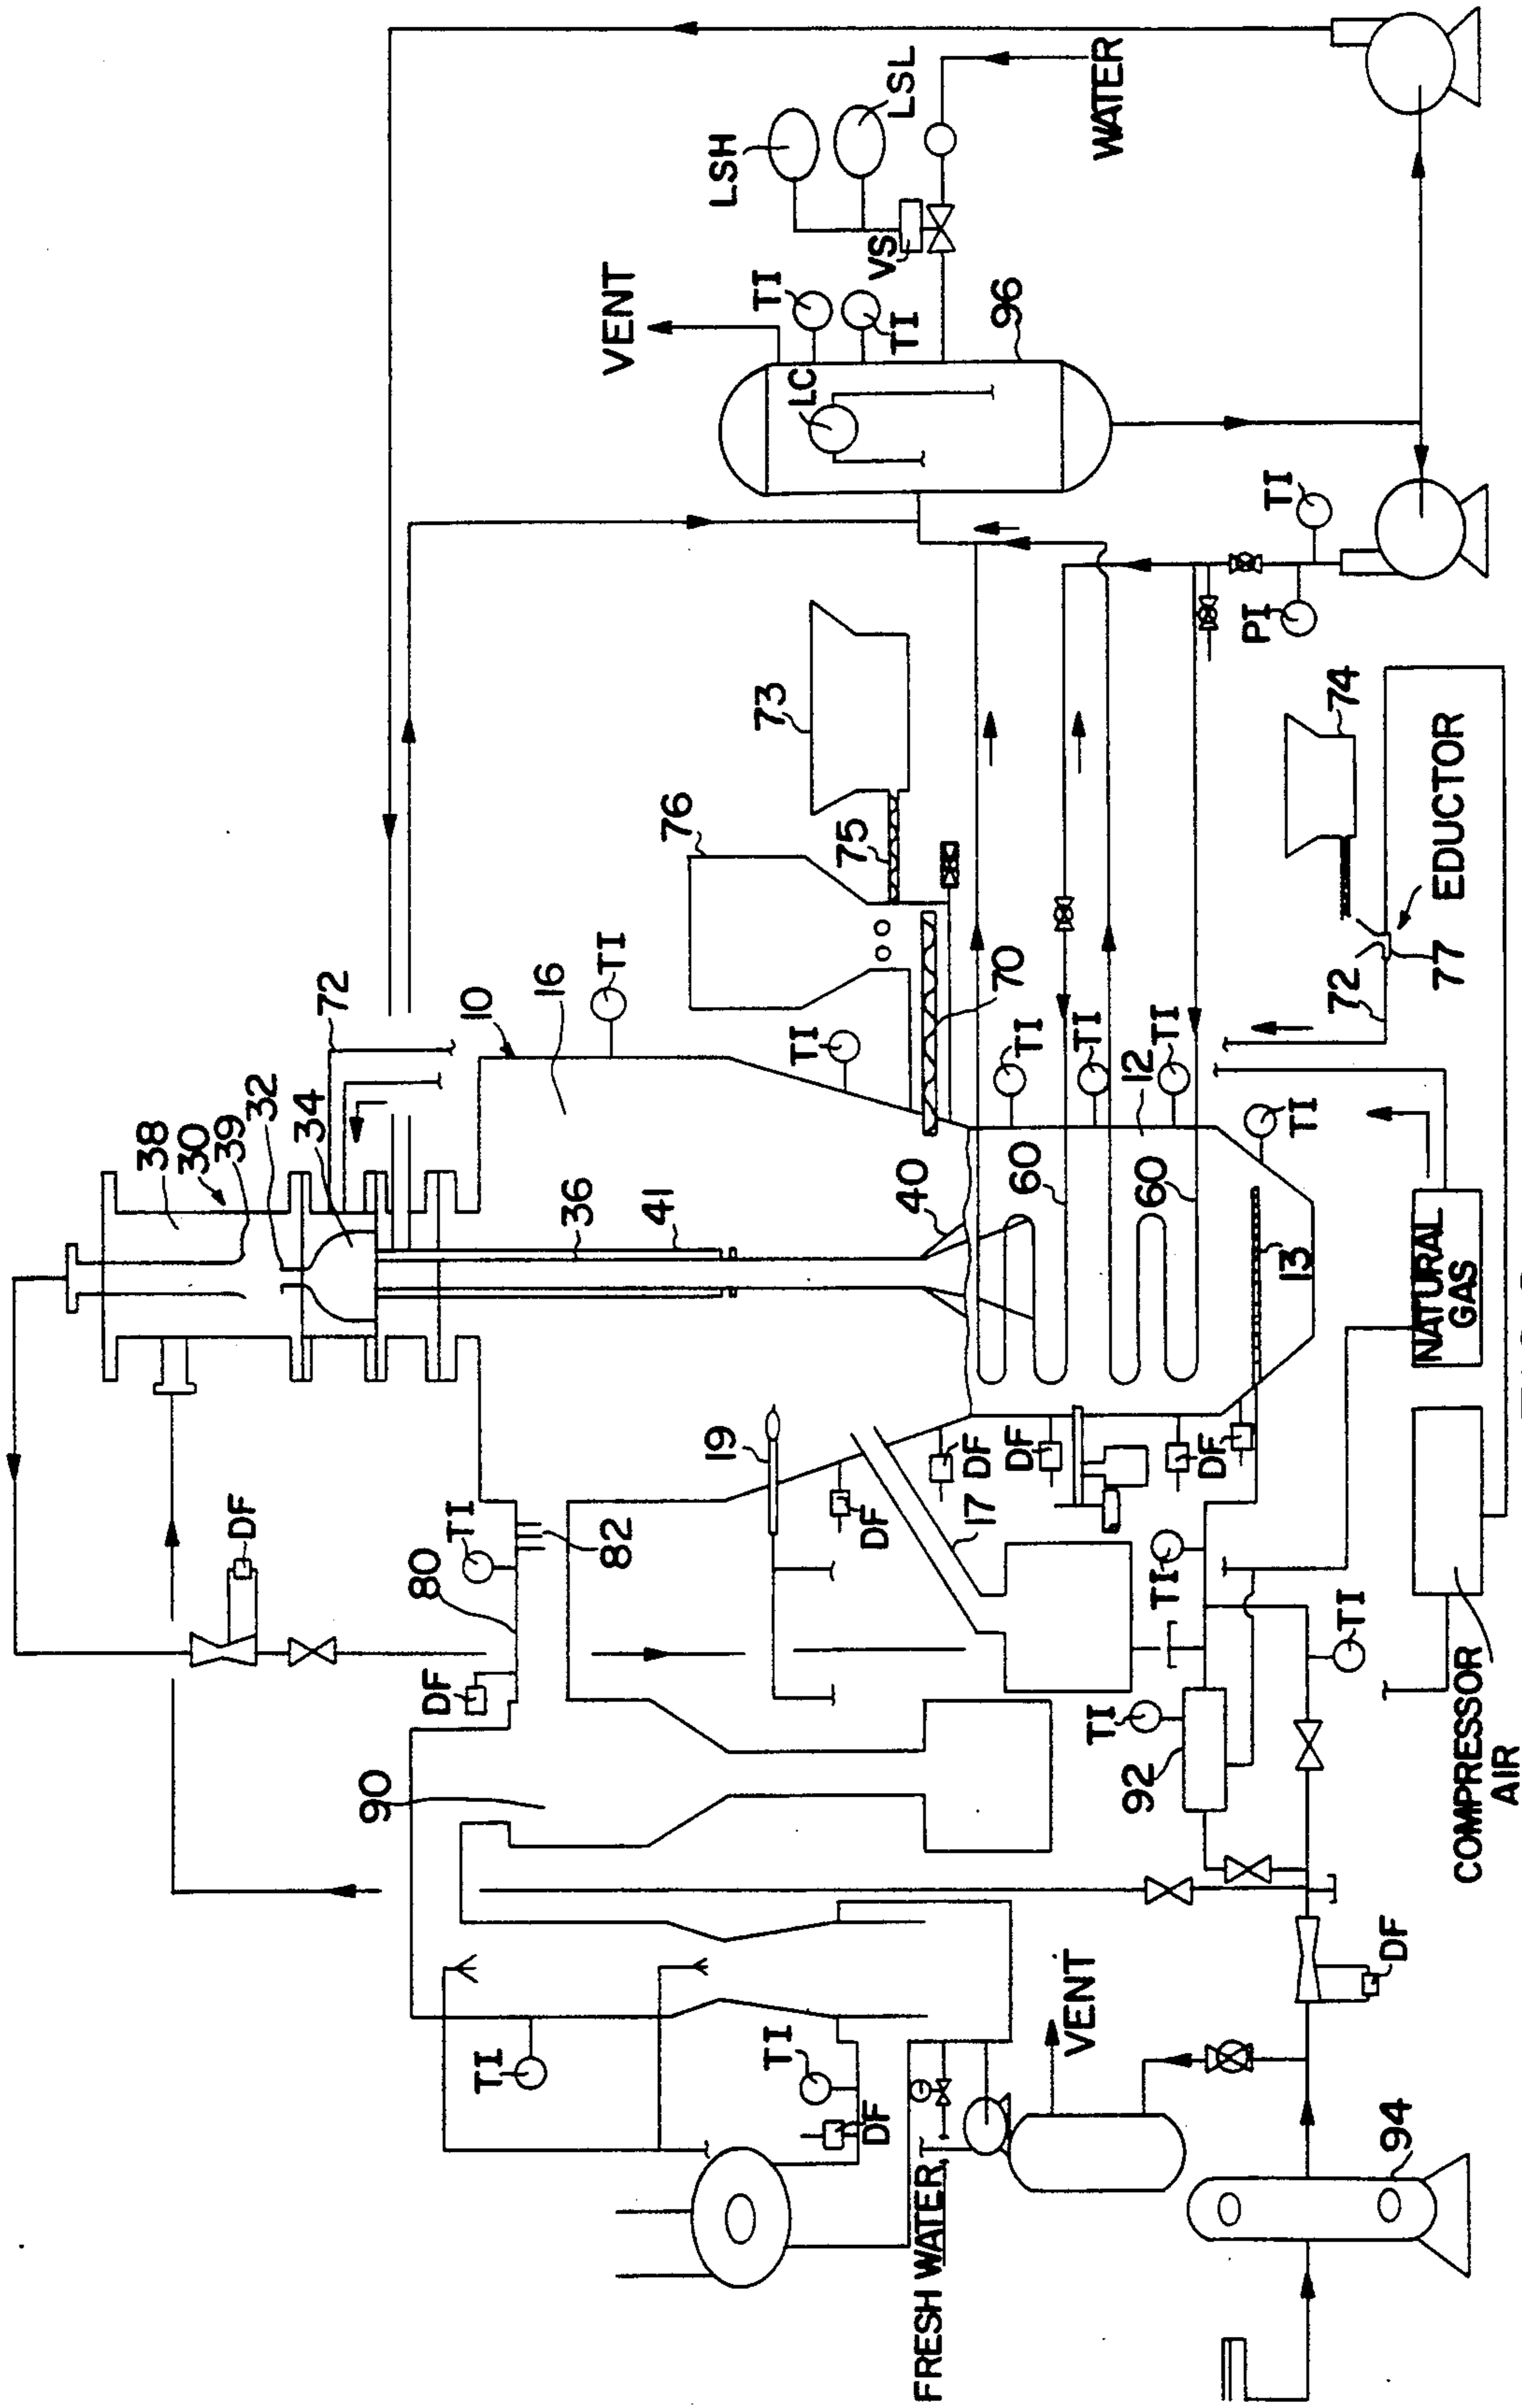 VENT
LSH
LSL
TI
TI
VS
WATER
LC
96
TI
PI
73
74
76
75
EDUCTOR
77
72
70
72
10
16
TI
TI
TI
TI
TI
12
TI
38
30
39
32
34
36
41
40
60
60
13
NATURAL
GAS
19
DF
DF
DF
DF
17
DF
TI
82
80
DF
TI
TI
TI
92
COMPRESSOR
AIR
90
DF
VENT
TI
TI
DF
FRESH WATER
94